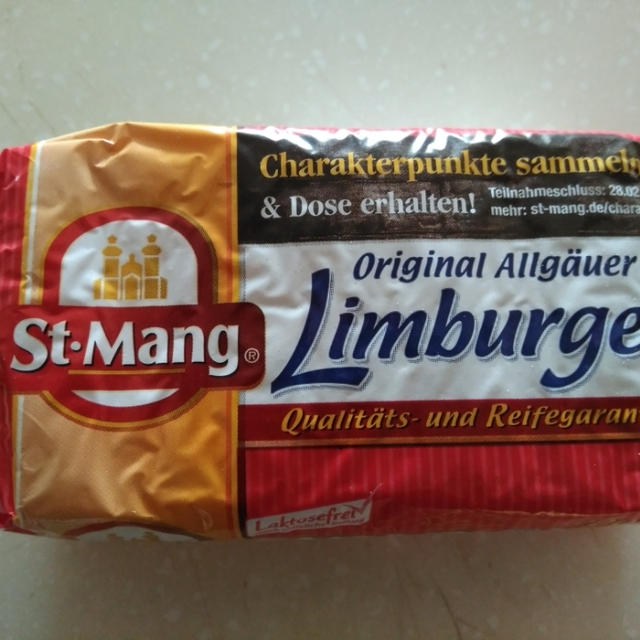 Charakterpunkte sammeln
& Dose erhalten!
Teilnahmeschluss: 28.02
mehr: st-mang.de/chara
St·Mang®
Original Allgäuer
Limburge
Qualitäts- und Reifegaran
Laktosefrei